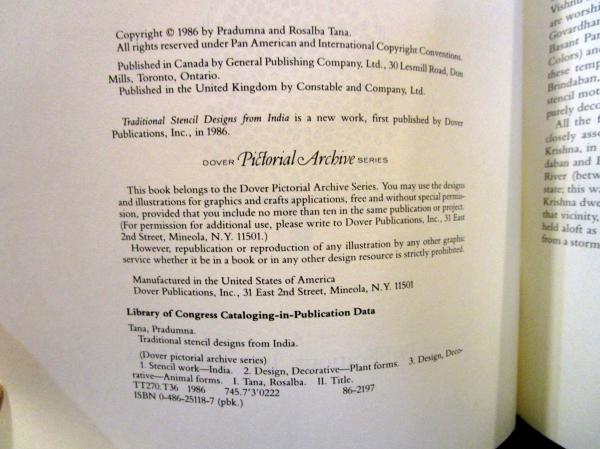 Copyright © 1986 by Pradumna and Rosalba Tana.
All rights reserved under Pan American and International Copyright Conventions.
Published in Canada by General Publishing Company, Ltd., 30 Lesmill Road, Don
Mills, Toronto, Ontario.
Published in the United Kingdom by Constable and Company, Ltd.
Traditional Stencil Designs from India is a new work, first published by Dover
Publications, Inc., in 1986.
DOVER Pictorial Archive SERIES
This book belongs to the Dover Pictorial Archive Series. You may use the designs
and illustrations for graphics and crafts applications, free and without special permis-
sion, provided that you include no more than ten in the same publication or project.
(For permission for additional use, please write to Dover Publications, Inc., 31 East
2nd Street, Mineola, N.Y. 11501.)
However, republication or reproduction of any illustration by any other graphic
service whether it be in a book or in any other design resource is strictly prohibited.
Manufactured in the United States of America
Dover Publications, Inc., 31 East 2nd Street, Mineola, N.Y. 11501
Library of Congress Cataloging-in-Publication Data
Tana, Pradumna.
Traditional stencil designs from India.
(Dover pictorial archive series)
1. Stencil work—India. 2. Design, Decorative—Plant forms. 3. Design, Deco-
rative—Animal forms. I. Tana, Rosalba. II. Title.
TT270.T36 1986 745.7'3'0222 86-2197
ISBN 0-486-25118-7 (pbk.)
Vishnu
are worshi
Govardhan
Basant Pan
Colors) and
these temp
Brindaban,
stencil mot
purely deco
All the f
closely asso
Krishna, in
daban and
River (betw
state; this w
Krishna dwe
that vicinity,
held aloft as
from a storm